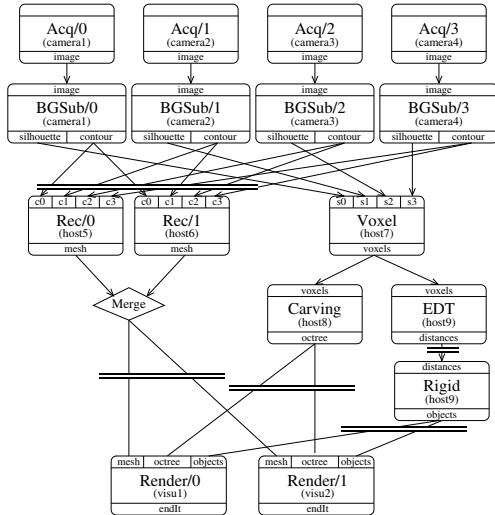 Acq/0 Acq/1 Acq/2 Acq/3
(camera1) (camera2) (camera3) (camera4)
image image image image
image image image image
BGSub/0 BGSub/1 BGSub/2 BGSub/3
(camera1) (camera2) (camera3) (camera4)
silhouette contour silhouette contour silhouette contour silhouette contour
c0 c1 c2 c3 c0 c1 c2 c3 s0 s1 s2 s3
Rec/0 Rec/1 Voxel
(host5) (host6) (host7)
mesh mesh voxels
voxels voxels
Merge Carving EDT
(host8) (host9)
octree distances
distances
Rigid
(host9)
objects
mesh octree objects mesh octree objects
Render/0 Render/1
(visu1) (visu2)
endIt endIt